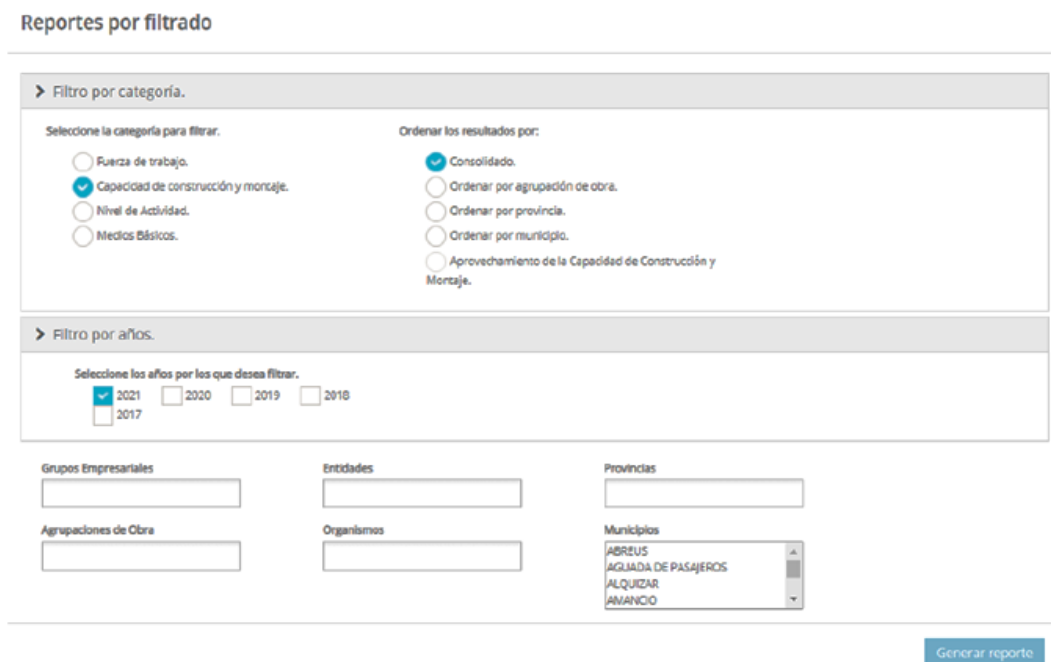 Reportes por filtrado
Filtro por categoría.
Seleccione la categoría para filtrar.
Fuerza de trabajo.
Capacidad de construcción y montaje.
Nivel de Actividad.
Medios Básicos.
Ordenar los resultados por:
Consolidado.
Ordenar por agrupación de obra.
Ordenar por provincia.
Ordenar por municipio.
Aprovechamiento de la Capacidad de Construcción y
Montaje.
Filtro por años.
Seleccione los años por los que desea filtrar.
2021 2020 2019 2018
2017
Grupos Empresariales Entidades Provincias
Agrupaciones de Obra Organismos Municipios
ABREUS
AGUADA DE PASAJEROS
ALQUIZAR
AMANCIO
Generar reporte